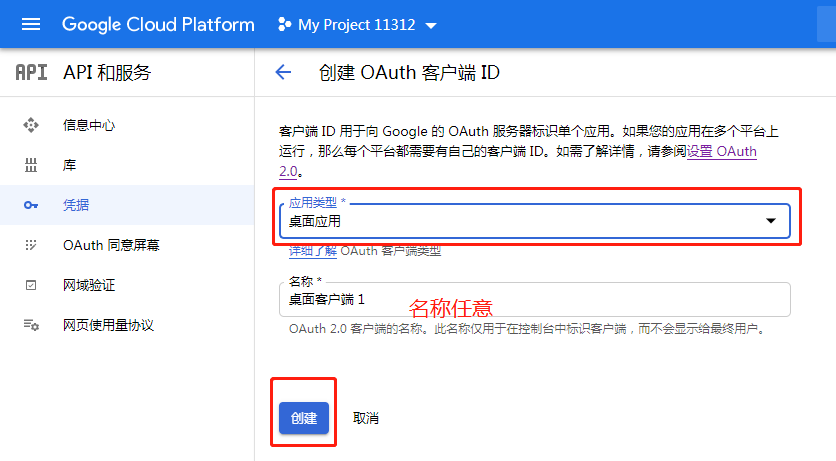 Google Cloud Platform
My Project 11312
API
API 和服务
创建 OAuth 客户端 ID
信息中心
库
凭据
OAuth 同意屏幕
网域验证
网页使用量协议
客户端 ID 用于向 Google 的 OAuth 服务器标识单个应用。如果您的应用在多个平台上
运行，那么每个平台都需要有自己的客户端 ID。如需了解详情，请参阅设置 OAuth
2.0。
应用类型 *
桌面应用
详细了解 OAuth 客户端类型
名称 *
桌面客户端 1
名称任意
OAuth 2.0 客户端的名称。此名称仅用于在控制台中标识客户端，而不会显示给最终用户。
创建
取消